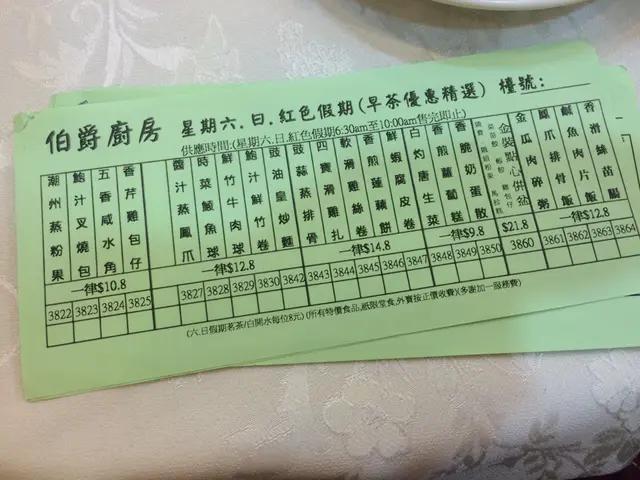 伯爵廚房 星期六.日.紅色假期(早茶優惠精選) 檯號:
供應時間:(星期六.日.紅色假期6:30am至10:00am售完即止)
潮州蒸粉果
鮑汁叉燒包
五香咸水角
香芹雞包仔
醬汁蒸鳳爪
時菜鯪魚球
鮮竹牛肉球
鮑汁鮮竹卷
豉油皇炒麵
豉蒜蒸排骨
四寶滑雞扎
軟滑雞絲卷
香煎蓮藕餅
鮮蝦腐皮卷
白灼唐生菜
香煎蘿蔔糕
香脆奶蛋散
金裝點心併盆
金瓜肉碎粥
鳳爪排骨飯
鹹魚肉片飯
香滑絲苗腸
一律$10.8 一律$12.8 一律$14.8 一律$9.8 $21.8 一律$12.8
3822 3823 3824 3825 3827 3828 3829 3830 3842 3843 3844 3845 3846 3847 3848 3849 3850 3860 3861 3862 3863 3864
(六.日假期茗茶/白開水每位8元) (所有特價食品,紙限堂食,外賣按正價收費)(多謝加一服務費)